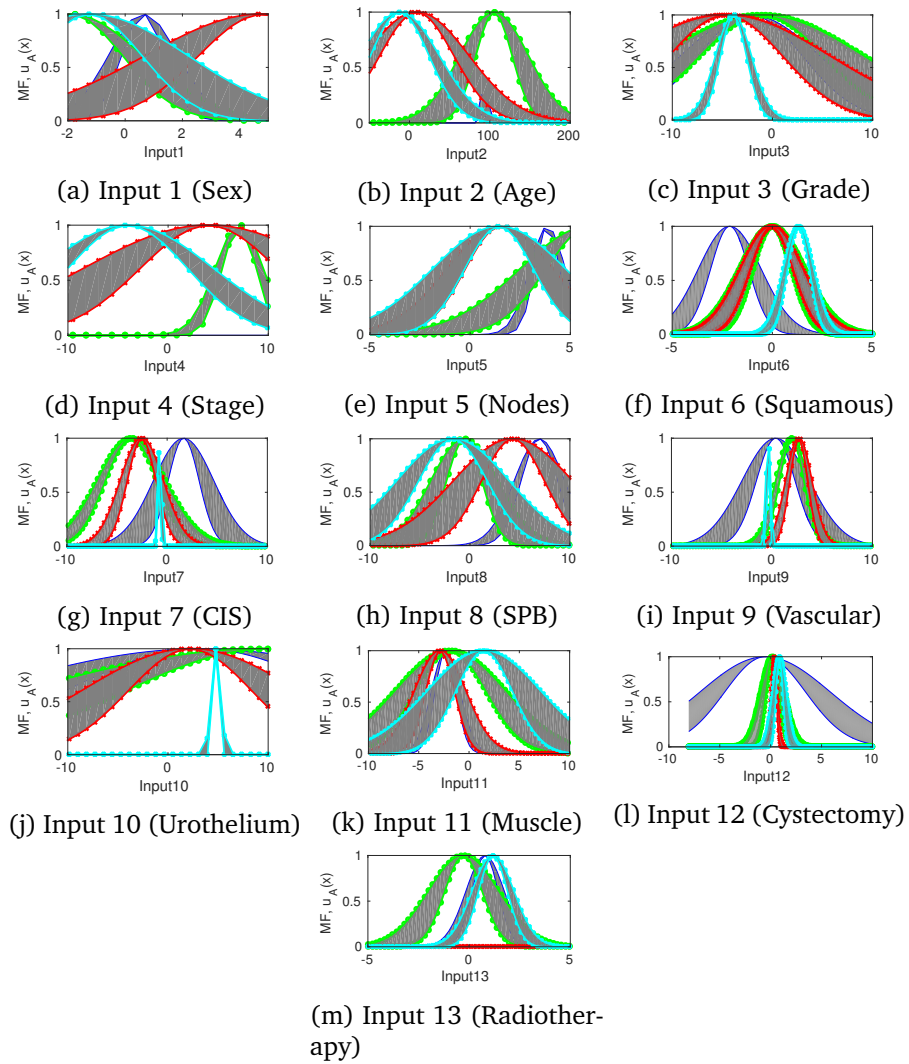 MF, u_A(x)
1
0.5
0
-2 0 2 4
Input1
(a) Input 1 (Sex)
MF, u_A(x)
1
0.5
0
0 100 200
Input2
(b) Input 2 (Age)
MF, u_A(x)
1
0.5
0
-10 0 10
Input3
(c) Input 3 (Grade)
MF, u_A(x)
1
0.5
0
-10 0 10
Input4
(d) Input 4 (Stage)
MF, u_A(x)
1
0.5
0
-5 0 5
Input5
(e) Input 5 (Nodes)
MF, u_A(x)
1
0.5
0
-5 0 5
Input6
(f) Input 6 (Squamous)
MF, u_A(x)
1
0.5
0
-10 0 10
Input7
(g) Input 7 (CIS)
MF, u_A(x)
1
0.5
0
-10 -5 0 5 10
Input8
(h) Input 8 (SPB)
MF, u_A(x)
1
0.5
0
-10 0 10
Input9
(i) Input 9 (Vascular)
MF, u_A(x)
1
0.5
0
-10 0 10
Input10
(j) Input 10 (Urothelium)
MF, u_A(x)
1
0.5
0
-10 -5 0 5 10
Input11
(k) Input 11 (Muscle)
MF, u_A(x)
1
0.5
0
-10 -5 0 5 10
Input12
(l) Input 12 (Cystectomy)
MF, u_A(x)
1
0.5
0
-5 0 5
Input13
(m) Input 13 (Radiother-
apy)